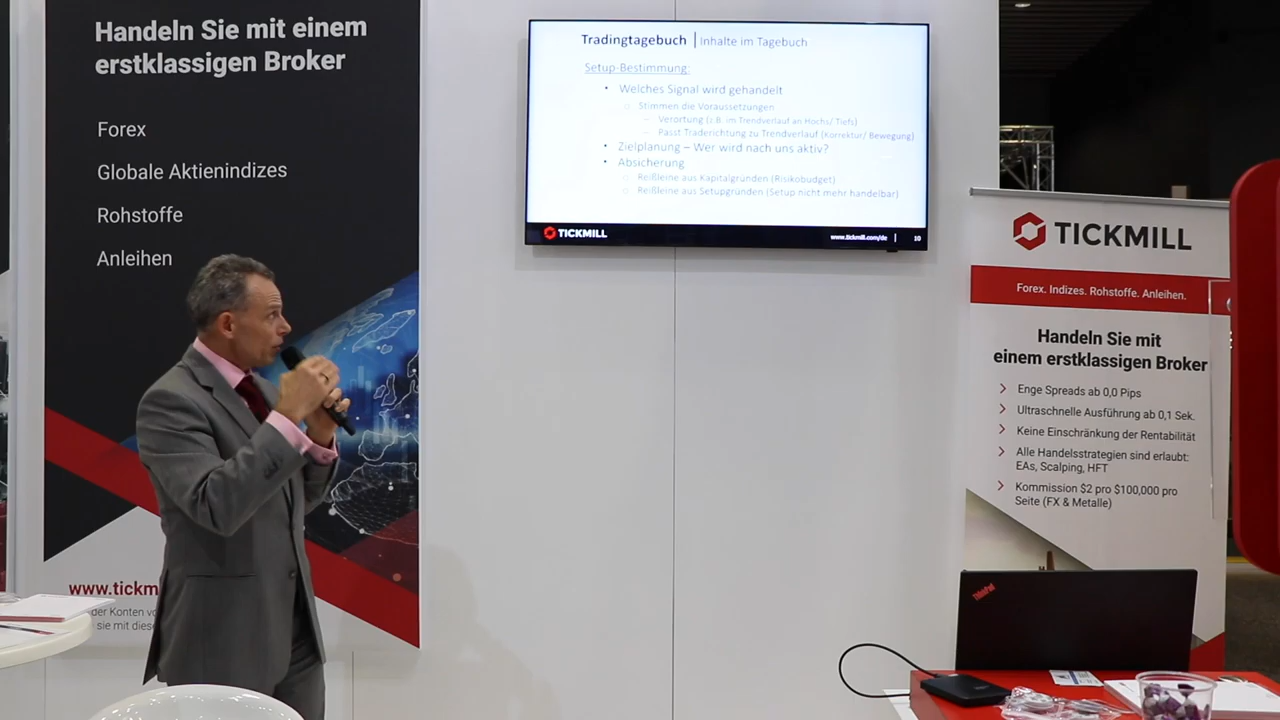 Handeln Sie mit einem
erstklassigen Broker
Forex
Globale Aktienindizes
Rohstoffe
Anleihen
www.tickm
der Konten
sie mit
Tradingtagebuch | Inhalte im Tagebuch
Setup-Bestimmung:
• Welches Signal wird gehandelt
○ Stimmen die Voraussetzungen
– Verortung (z.B. im Trendverlauf an Hochs/ Tiefs)
– Passt Traderichtung zu Trendverlauf (Korrektur/ Bewegung)
• Zielplanung – Wer wird nach uns aktiv?
• Absicherung
○ Reißleine aus Kapitalgründen (Risikobudget)
○ Reißleine aus Setupgründen (Setup nicht mehr handelbar)
TICKMILL
www.tickmill.com/de | 10
TICKMILL
Forex. Indizes. Rohstoffe. Anleihen.
Handeln Sie mit
einem erstklassigen Broker
Enge Spreads ab 0,0 Pips
Ultraschnelle Ausführung ab 0,1 Sek.
Keine Einschränkung der Rentabilität
Alle Handelsstrategien sind erlaubt:
EAs, Scalping, HFT
Kommission $2 pro $100,000 pro
Seite (FX & Metalle)
ThinkPad